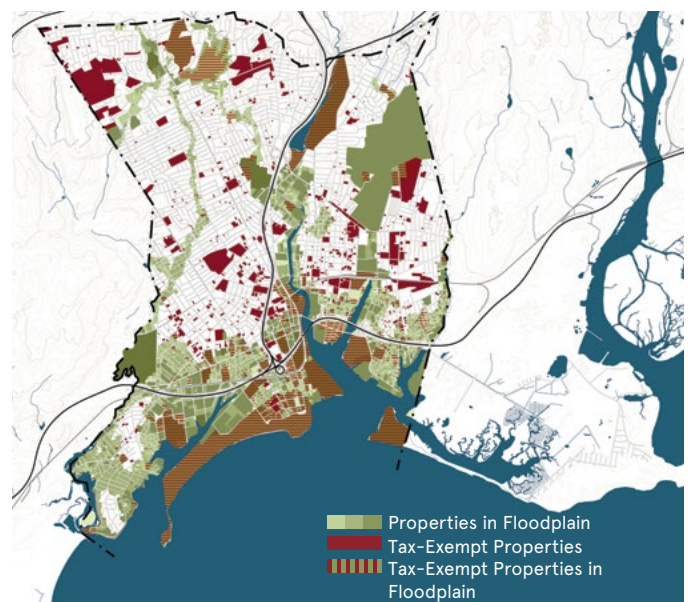 Properties in Floodplain
Tax-Exempt Properties
Tax-Exempt Properties in
Floodplain